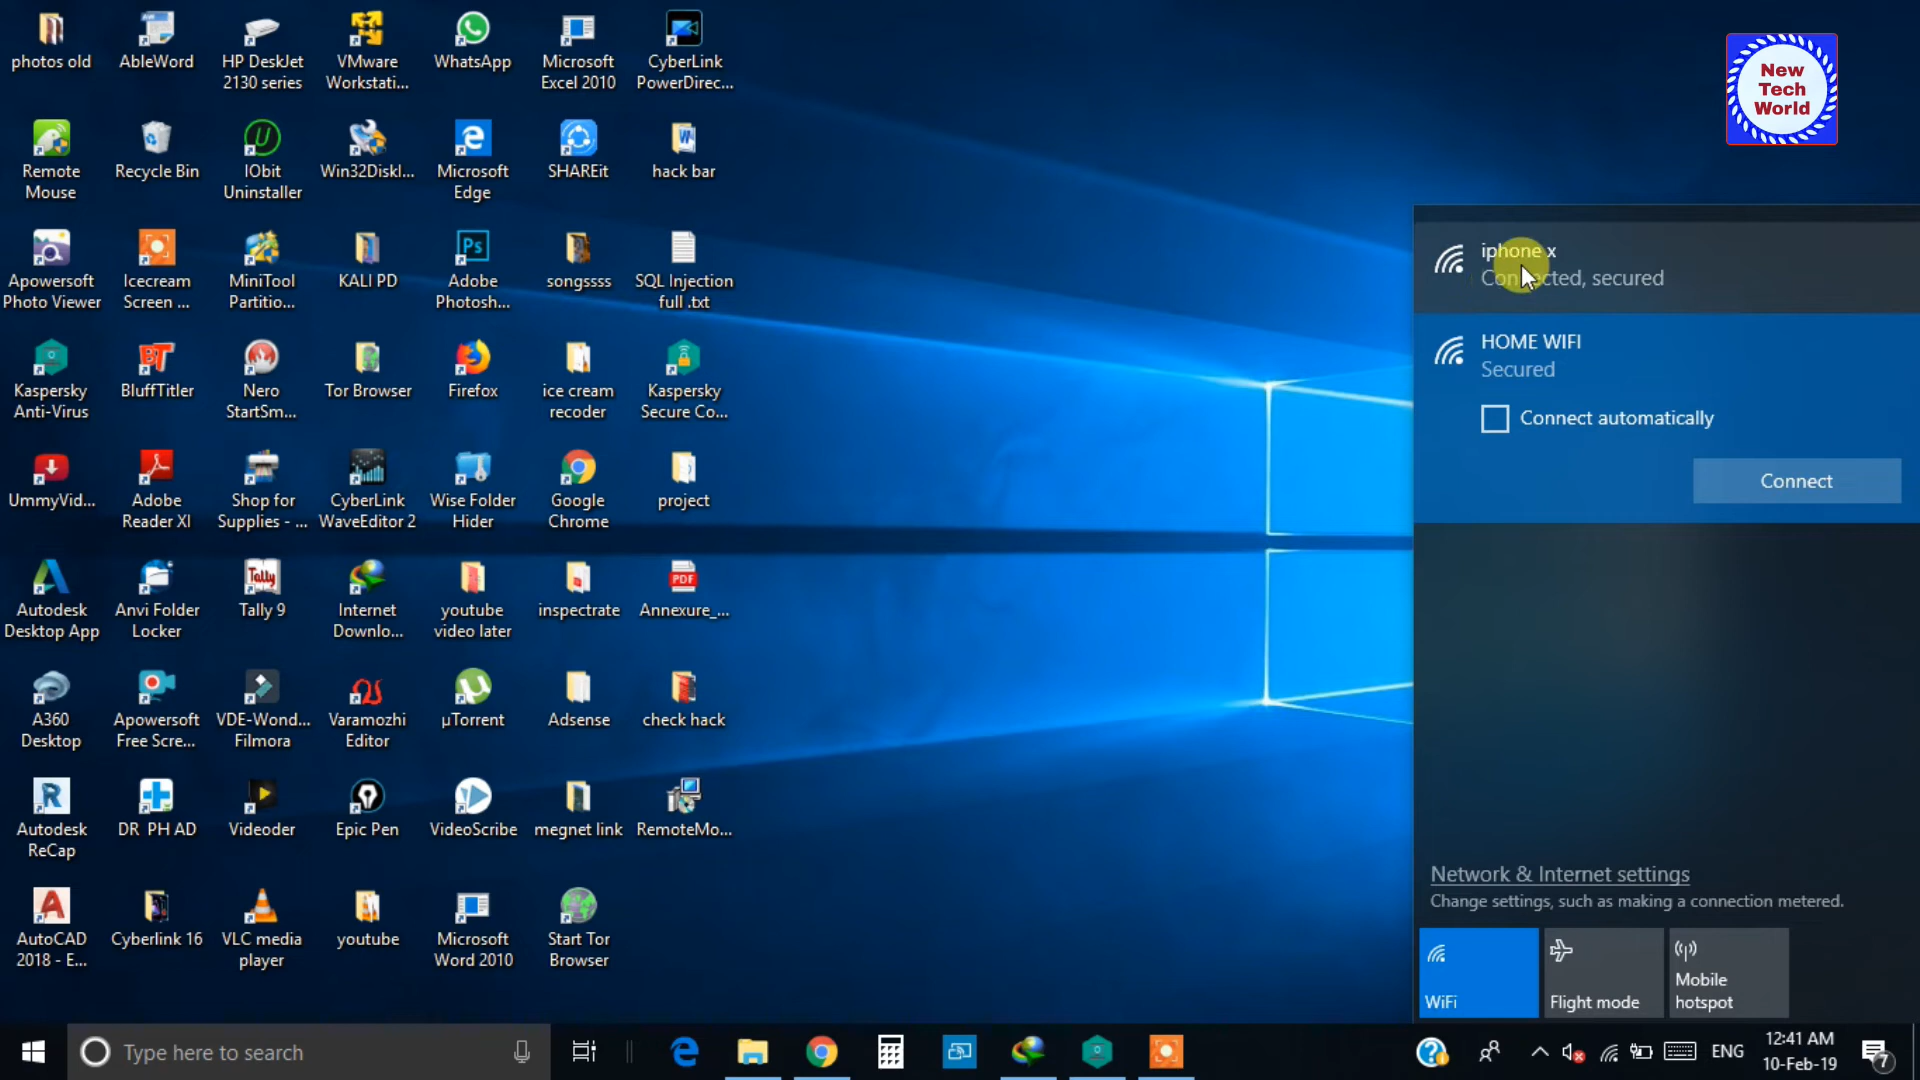 photos old
AbleWord
HP DeskJet
2130 series
VMware
Workstati...
WhatsApp
Microsoft
Excel 2010
CyberLink
PowerDirec...
Remote
Mouse
Recycle Bin
IObit
Uninstaller
Win32DiskI...
Microsoft
Edge
SHAREit
hack bar
Apowersoft
Photo Viewer
Icecream
Screen ...
MiniTool
Partitio...
KALI PD
Adobe
Photosh...
songssss
SQL Injection
full .txt
Kaspersky
Anti-Virus
BluffTitler
Nero
StartSm...
Tor Browser
Firefox
ice cream
recoder
Kaspersky
Secure Co...
UmmyVid...
Adobe
Reader XI
Shop for
Supplies - ...
CyberLink
WaveEditor 2
Wise Folder
Hider
Google
Chrome
project
Autodesk
Desktop App
Anvi Folder
Locker
Tally
Tally 9
Internet
Downlo...
youtube
video later
inspectrate
PDF
Annexure_...
A360
Desktop
Apowersoft
Free Scre...
VDE-Wond...
Filmora
Varamozhi
Editor
µTorrent
Adsense
check hack
Autodesk
ReCap
DR PH AD
Videoder
Epic Pen
VideoScribe
megnet link
RemoteMo...
AutoCAD
2018 - E...
Cyberlink 16
VLC media
player
youtube
Microsoft
Word 2010
Start Tor
Browser
New
Tech
World
iphone x
Connected, secured
HOME WIFI
Secured
Connect automatically
Connect
Network & Internet settings
Change settings, such as making a connection metered.
WiFi
Flight mode
Mobile
hotspot
Type here to search
ENG
12:41 AM
10-Feb-19
7